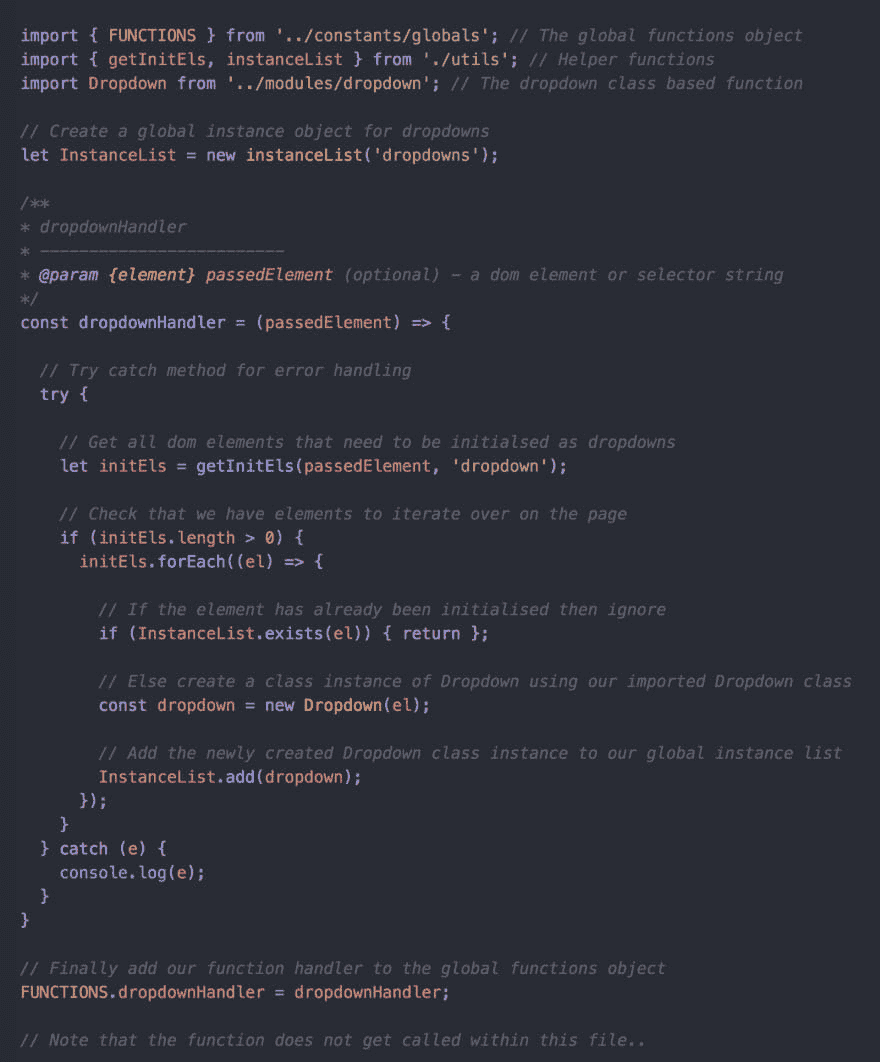 import { FUNCTIONS } from '../constants/globals'; // The global functions object
import { getInitEls, instanceList } from './utils'; // Helper functions
import Dropdown from '../modules/dropdown'; // The dropdown class based function

// Create a global instance object for dropdowns
let InstanceList = new instanceList('dropdowns');

/**
* dropdownHandler
* -------------------------
* @param {element} passedElement (optional) - a dom element or selector string
*/
const dropdownHandler = (passedElement) => {

  // Try catch method for error handling
  try {

    // Get all dom elements that need to be initialsed as dropdowns
    let initEls = getInitEls(passedElement, 'dropdown');

    // Check that we have elements to iterate over on the page
    if (initEls.length > 0) {
      initEls.forEach((el) => {

        // If the element has already been initialised then ignore
        if (InstanceList.exists(el)) { return };

        // Else create a class instance of Dropdown using our imported Dropdown class
        const dropdown = new Dropdown(el);

        // Add the newly created Dropdown class instance to our global instance list
        InstanceList.add(dropdown);
      });
    }
  } catch (e) {
    console.log(e);
  }
}

// Finally add our function handler to the global functions object
FUNCTIONS.dropdownHandler = dropdownHandler;

// Note that the function does not get called within this file..